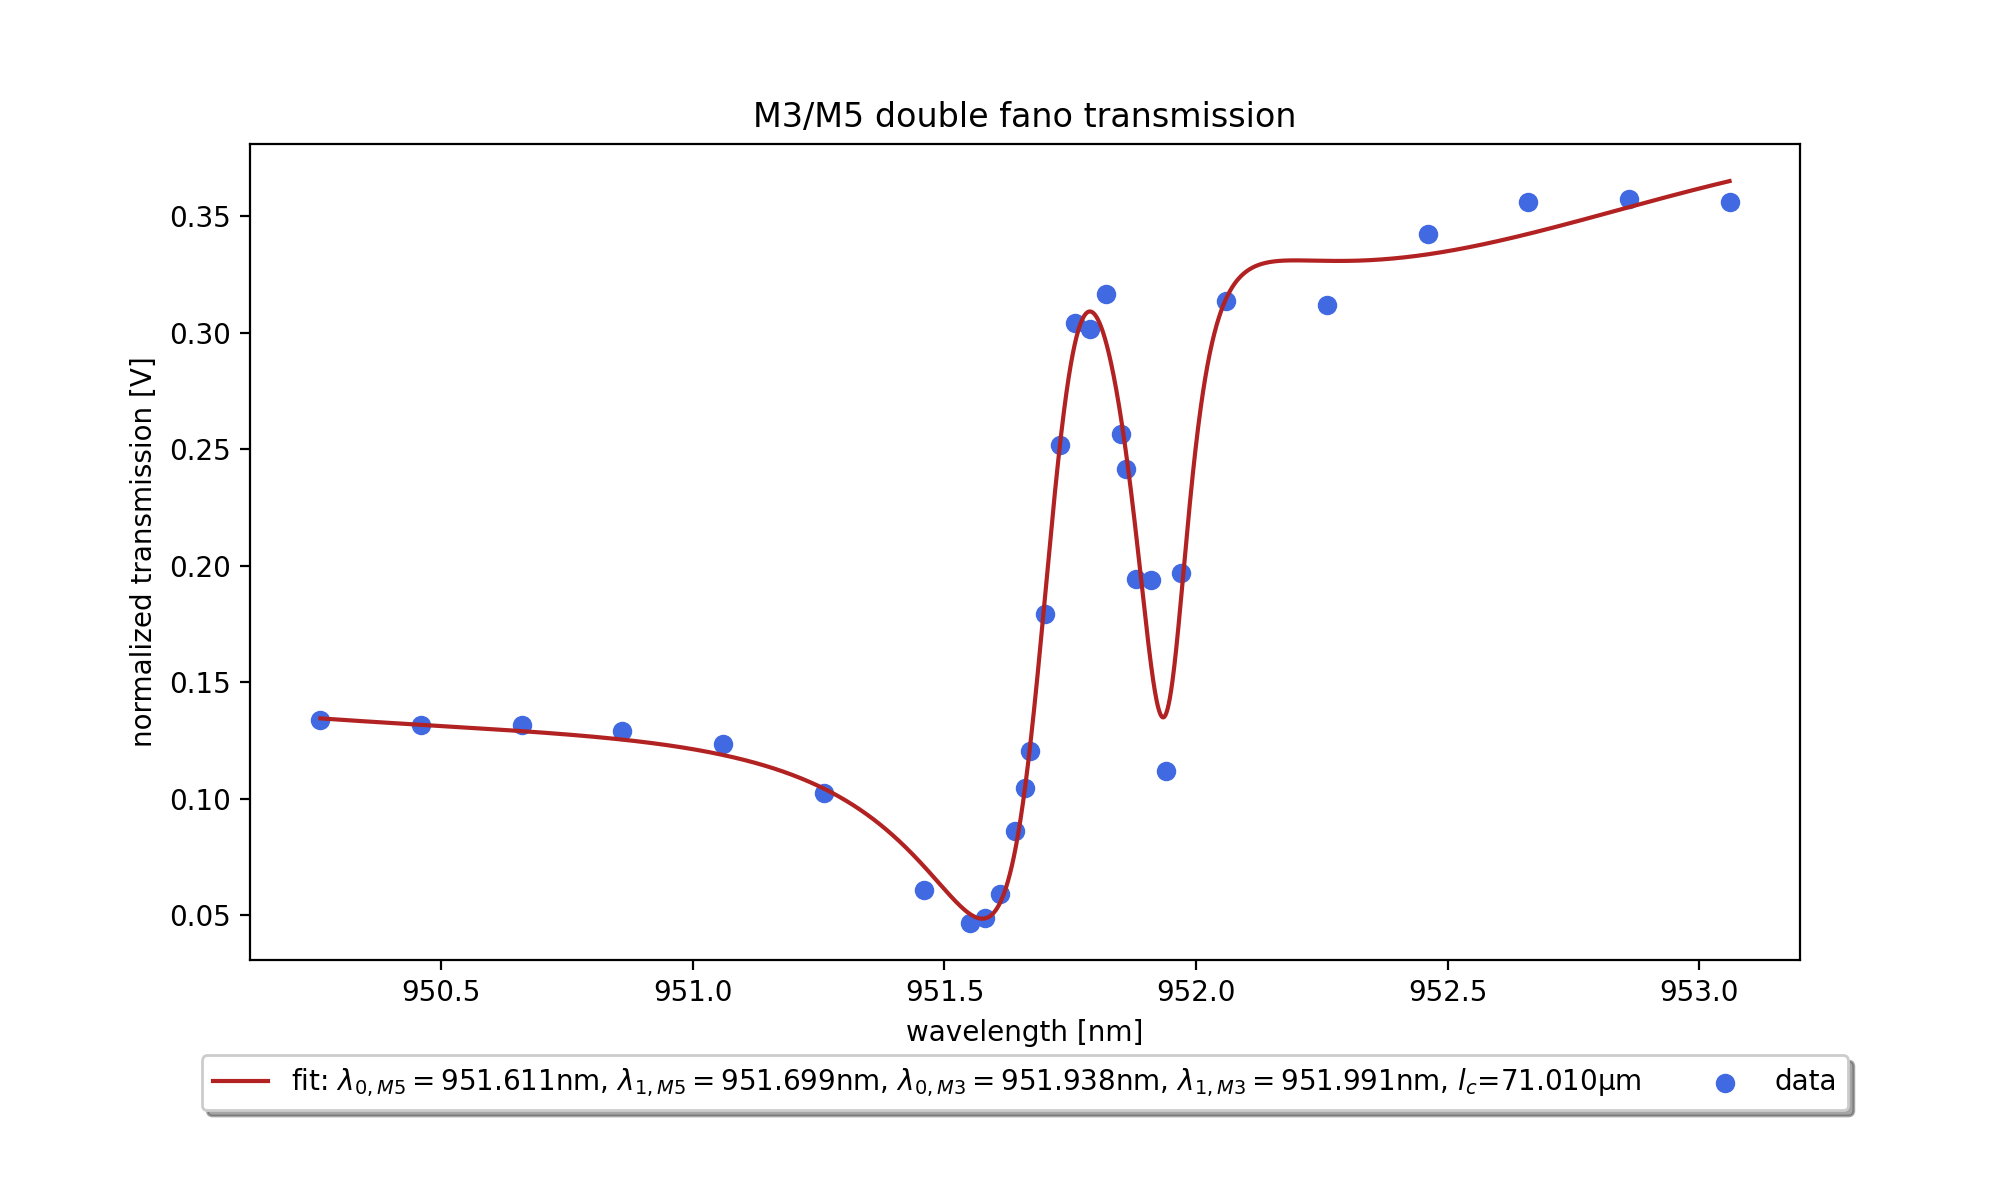 M3/M5 double fano transmission
normalized transmission [V]
0.35
0.30
0.25
0.20
0.15
0.10
0.05
950.5 951.0 951.5 952.0 952.5 953.0
wavelength [nm]
fit: λ0,M5 = 951.611nm, λ1,M5 = 951.699nm, λ0,M3 = 951.938nm, λ1,M3 = 951.991nm, lc=71.010μm data